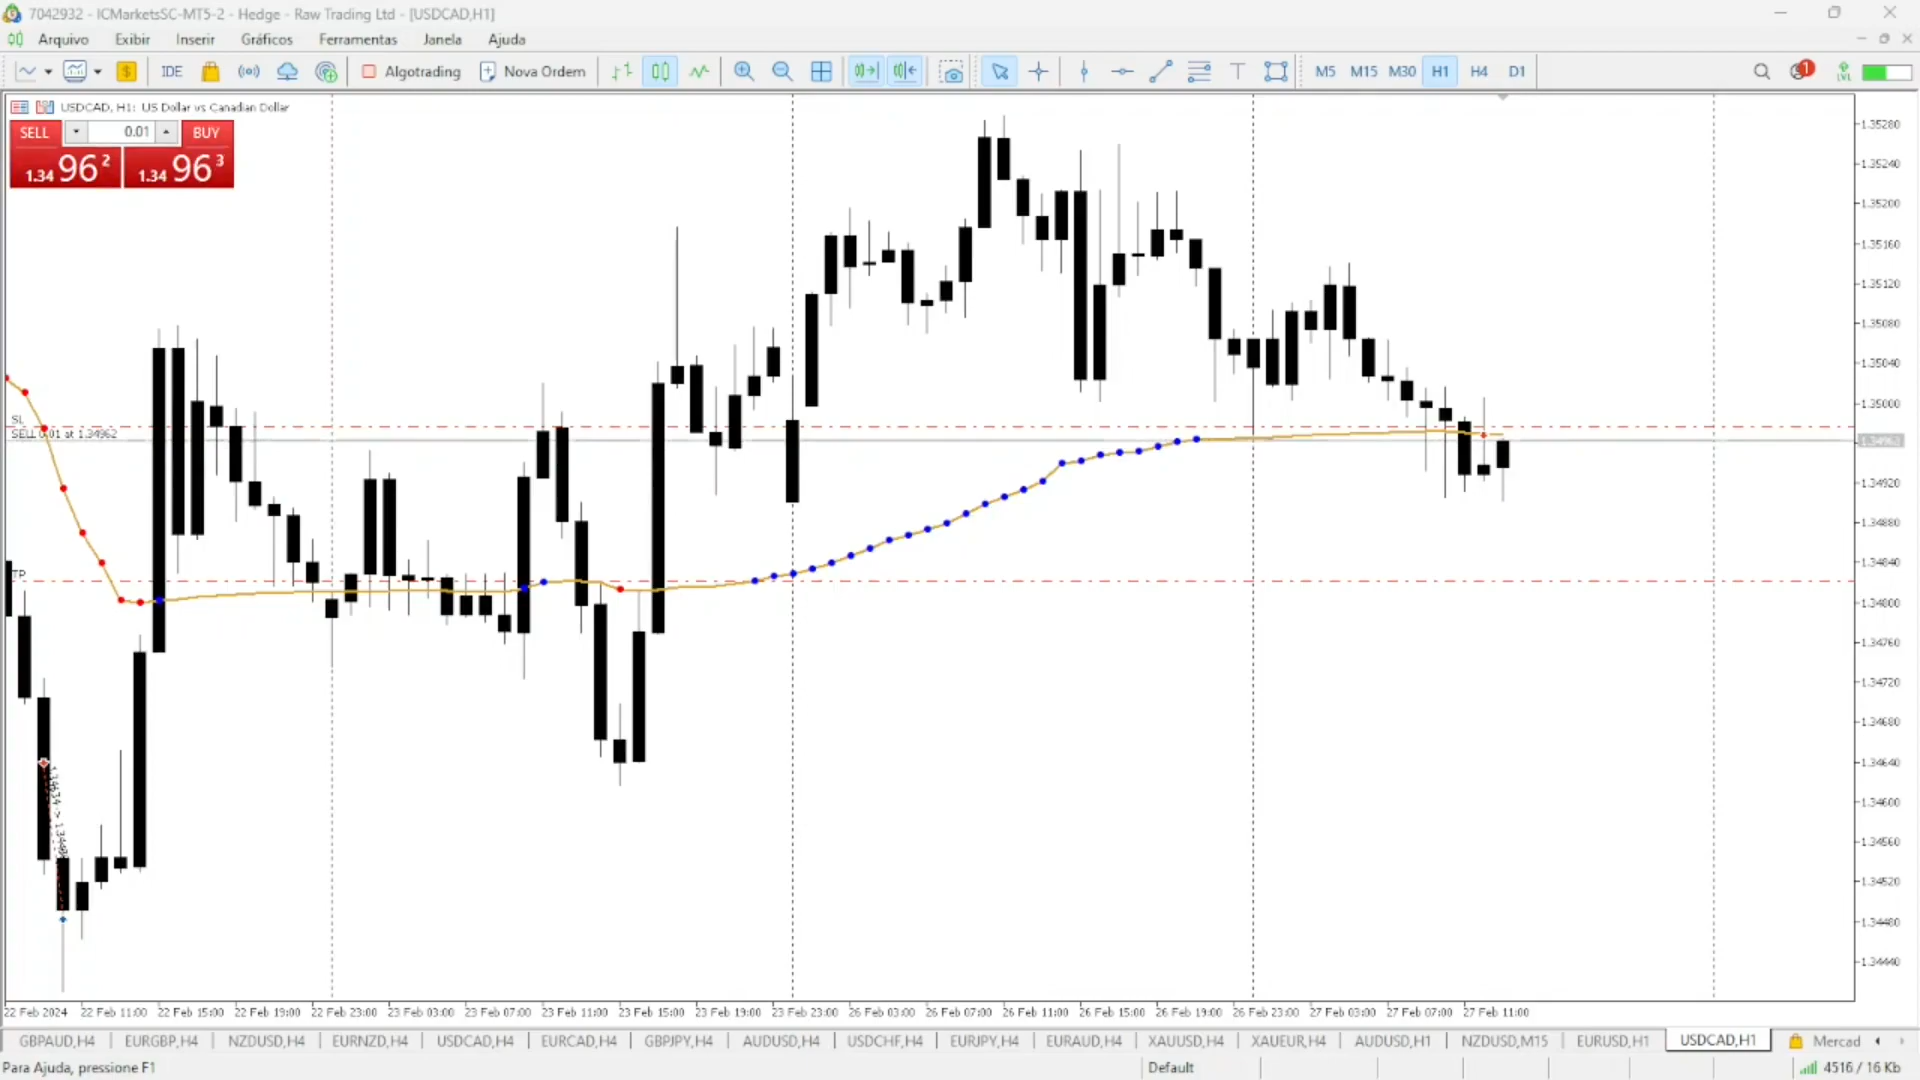 7042932 - ICMarketsSC-MT5-2 - Hedge - Raw Trading Ltd - [USDCAD,H1]
Arquivo Exibir Inserir Gráficos Ferramentas Janela Ajuda
IDE Algotrading Nova Ordem M5 M15 M30 H1 H4 D1 1
USDCAD, H1: US Dollar vs Canadian Dollar
SELL 0.01 BUY
1.34 96 2 1.34 96 3
1.35280
1.35240
1.35200
1.35160
1.35120
1.35080
1.35040
1.35000
SL
SELL 0.01 at 1.34962
1.34920
1.34880
1.34840
TP
1.34800
1.34760
1.34720
1.34680
1.34640
1.34600
1.34560
1.34520
1.34480
1.34440
22 Feb 2024 22 Feb 11:00 22 Feb 15:00 22 Feb 19:00 22 Feb 23:00 23 Feb 03:00 23 Feb 07:00 23 Feb 11:00 23 Feb 15:00 23 Feb 19:00 23 Feb 23:00 26 Feb 03:00 26 Feb 07:00 26 Feb 11:00 26 Feb 15:00 26 Feb 19:00 26 Feb 23:00 27 Feb 03:00 27 Feb 07:00 27 Feb 11:00
GBPAUD,H4 EURGBP,H4 NZDUSD,H4 EURNZD,H4 USDCAD,H4 EURCAD,H4 GBPJPY,H4 AUDUSD,H4 USDCHF,H4 EURJPY,H4 EURAUD,H4 XAUUSD,H4 XAUEUR,H4 AUDUSD,H1 NZDUSD,M15 EURUSD,H1 USDCAD,H1 Mercad
Para Ajuda, pressione F1 Default 4516 / 16 Kb